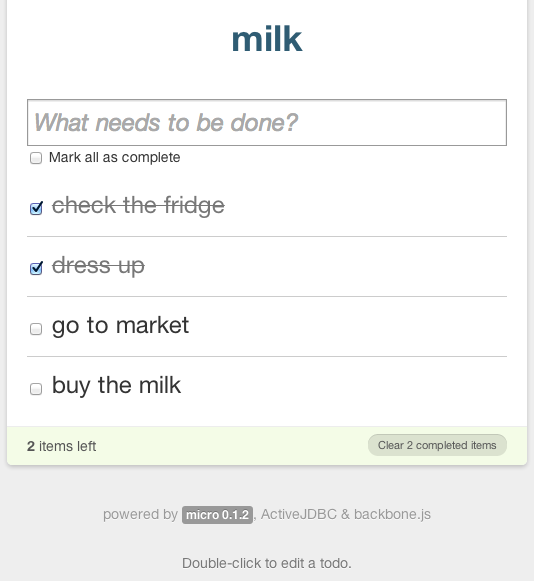 milk
What needs to be done?
Mark all as complete
check the fridge
dress up
go to market
buy the milk
2 items left
Clear 2 completed items
powered by micro 0.1.2, ActiveJDBC & backbone.js
Double-click to edit a todo.